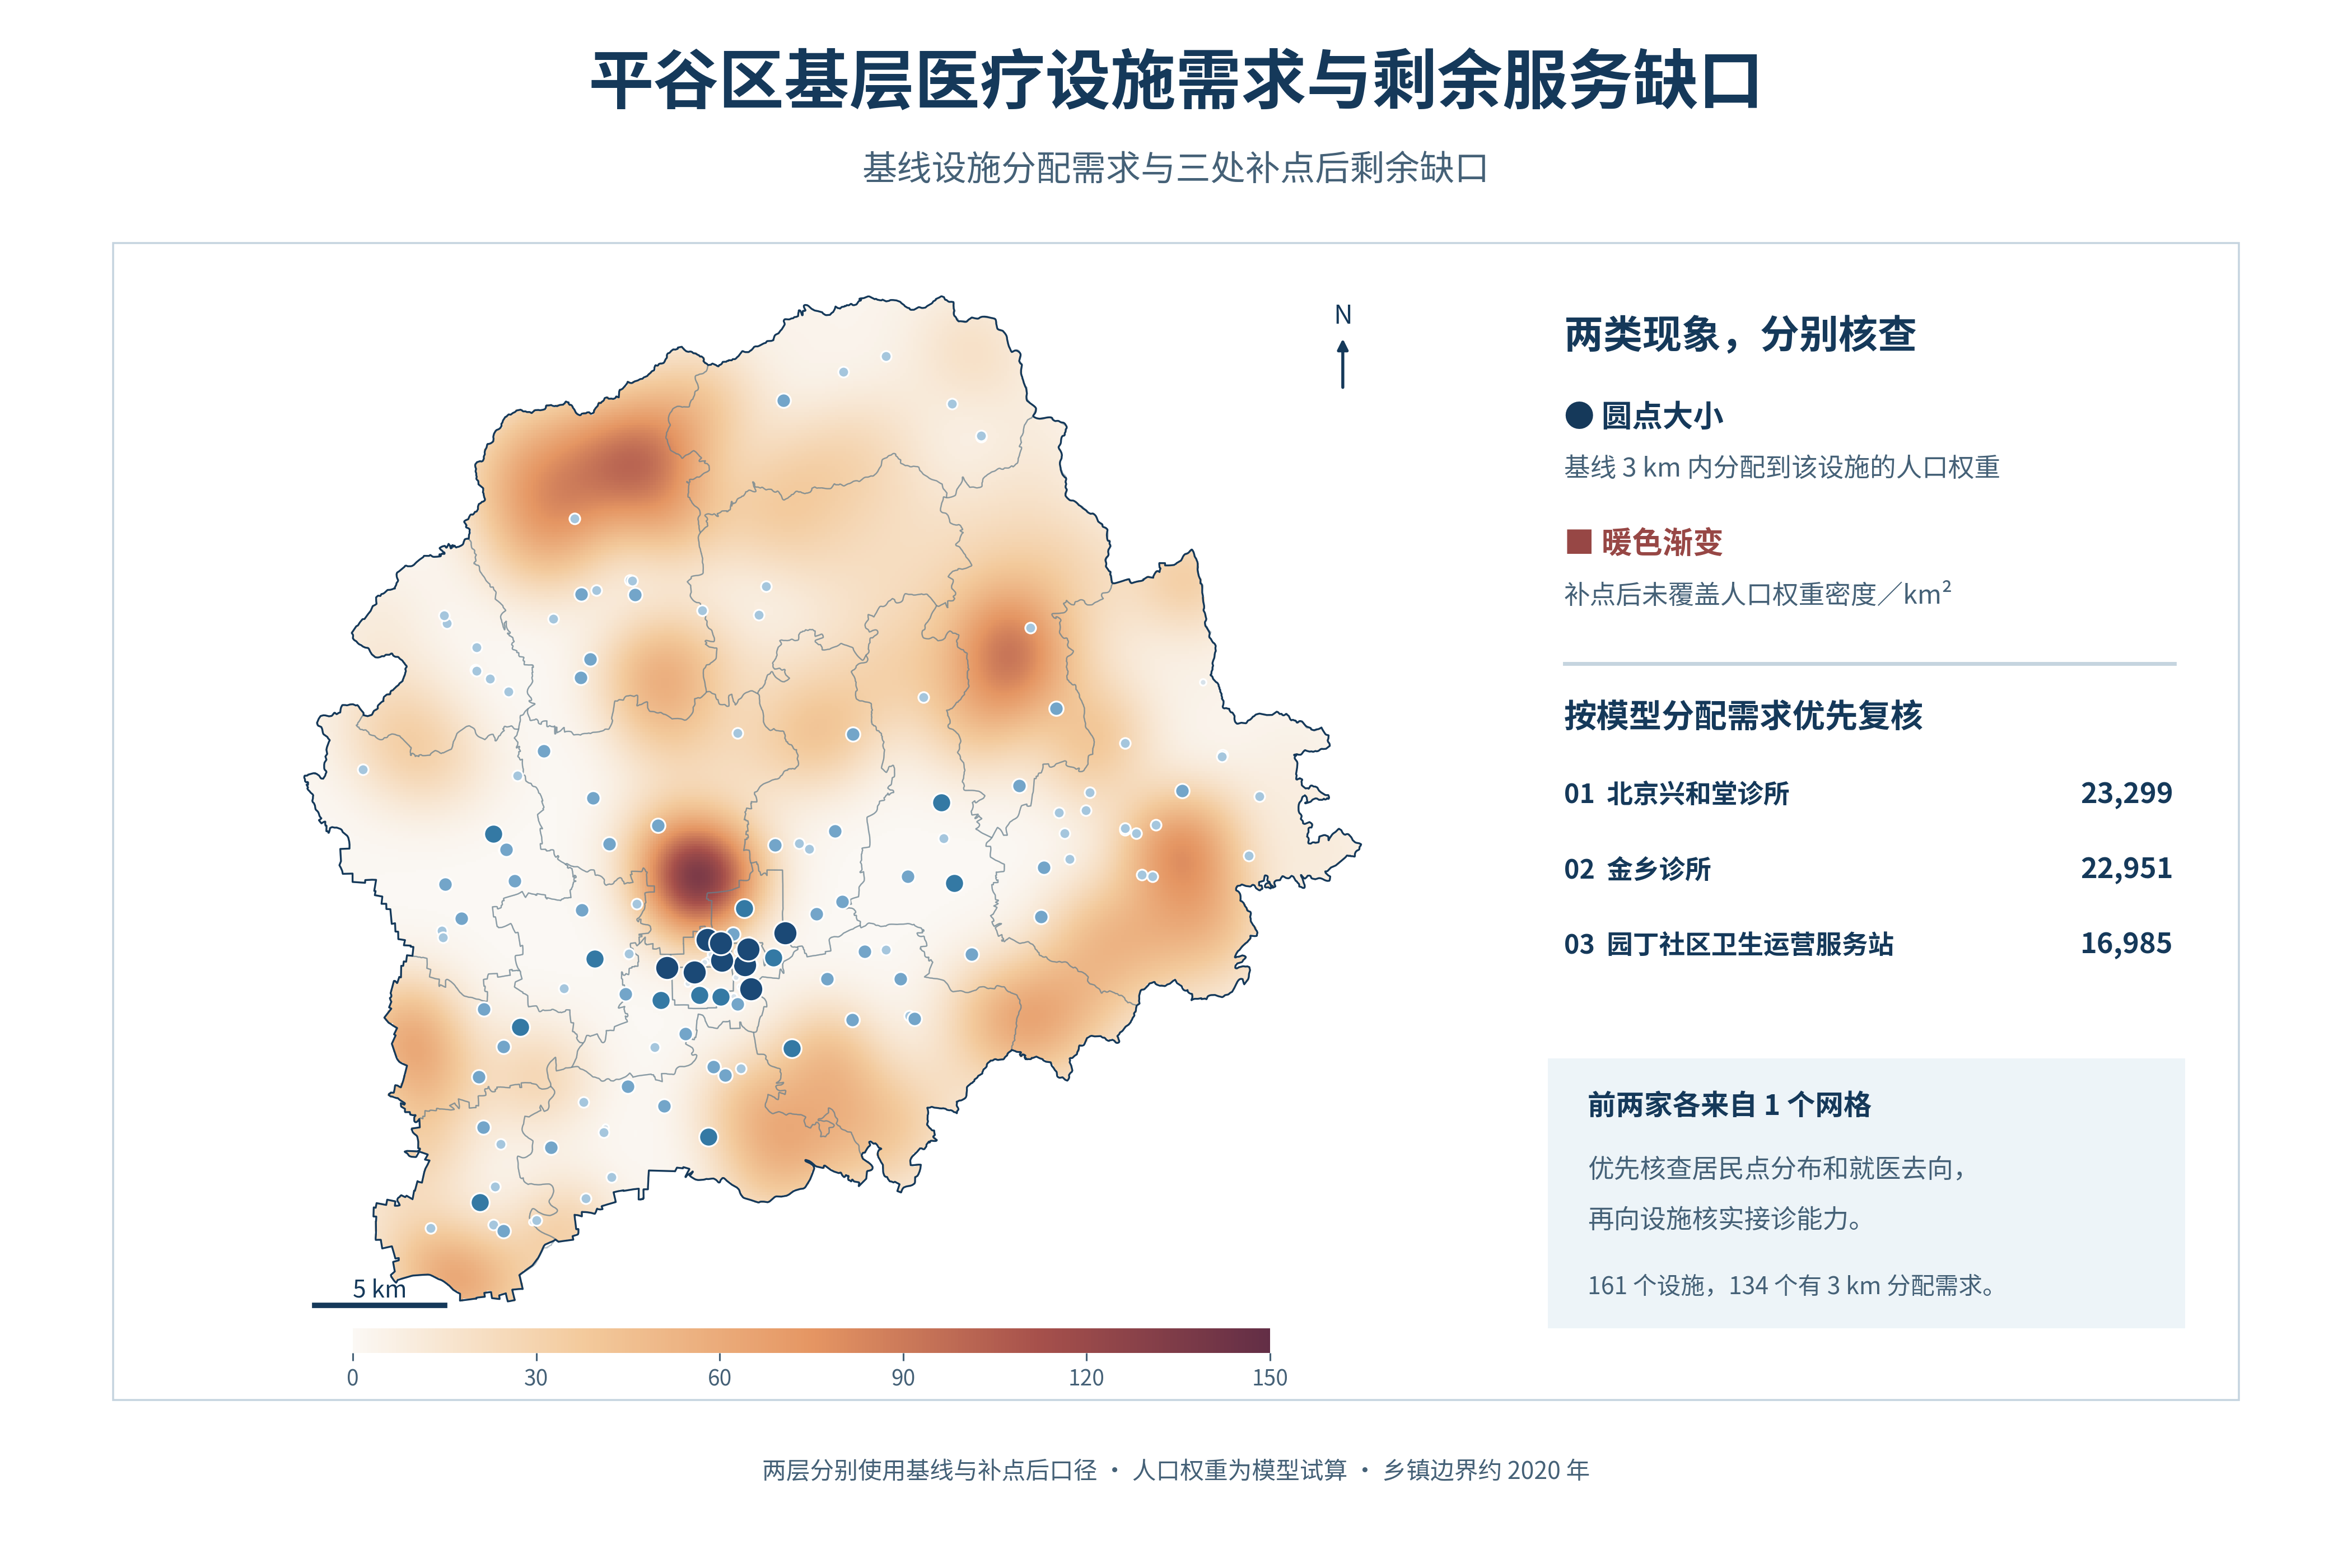 平谷区基层医疗设施需求与剩余服务缺口
基线设施分配需求与三处补点后剩余缺口
N
两类现象，分别核查
圆点大小
基线 3 km 内分配到该设施的人口权重
暖色渐变
补点后未覆盖人口权重密度／km²
按模型分配需求优先复核
01 北京兴和堂诊所 23,299
02 金乡诊所 22,951
03 园丁社区卫生运营服务站 16,985
前两家各来自 1 个网格
优先核查居民点分布和就医去向，
再向设施核实接诊能力。
161 个设施，134 个有 3 km 分配需求。
5 km
0 30 60 90 120 150
两层分别使用基线与补点后口径 • 人口权重为模型试算 • 乡镇边界约 2020 年